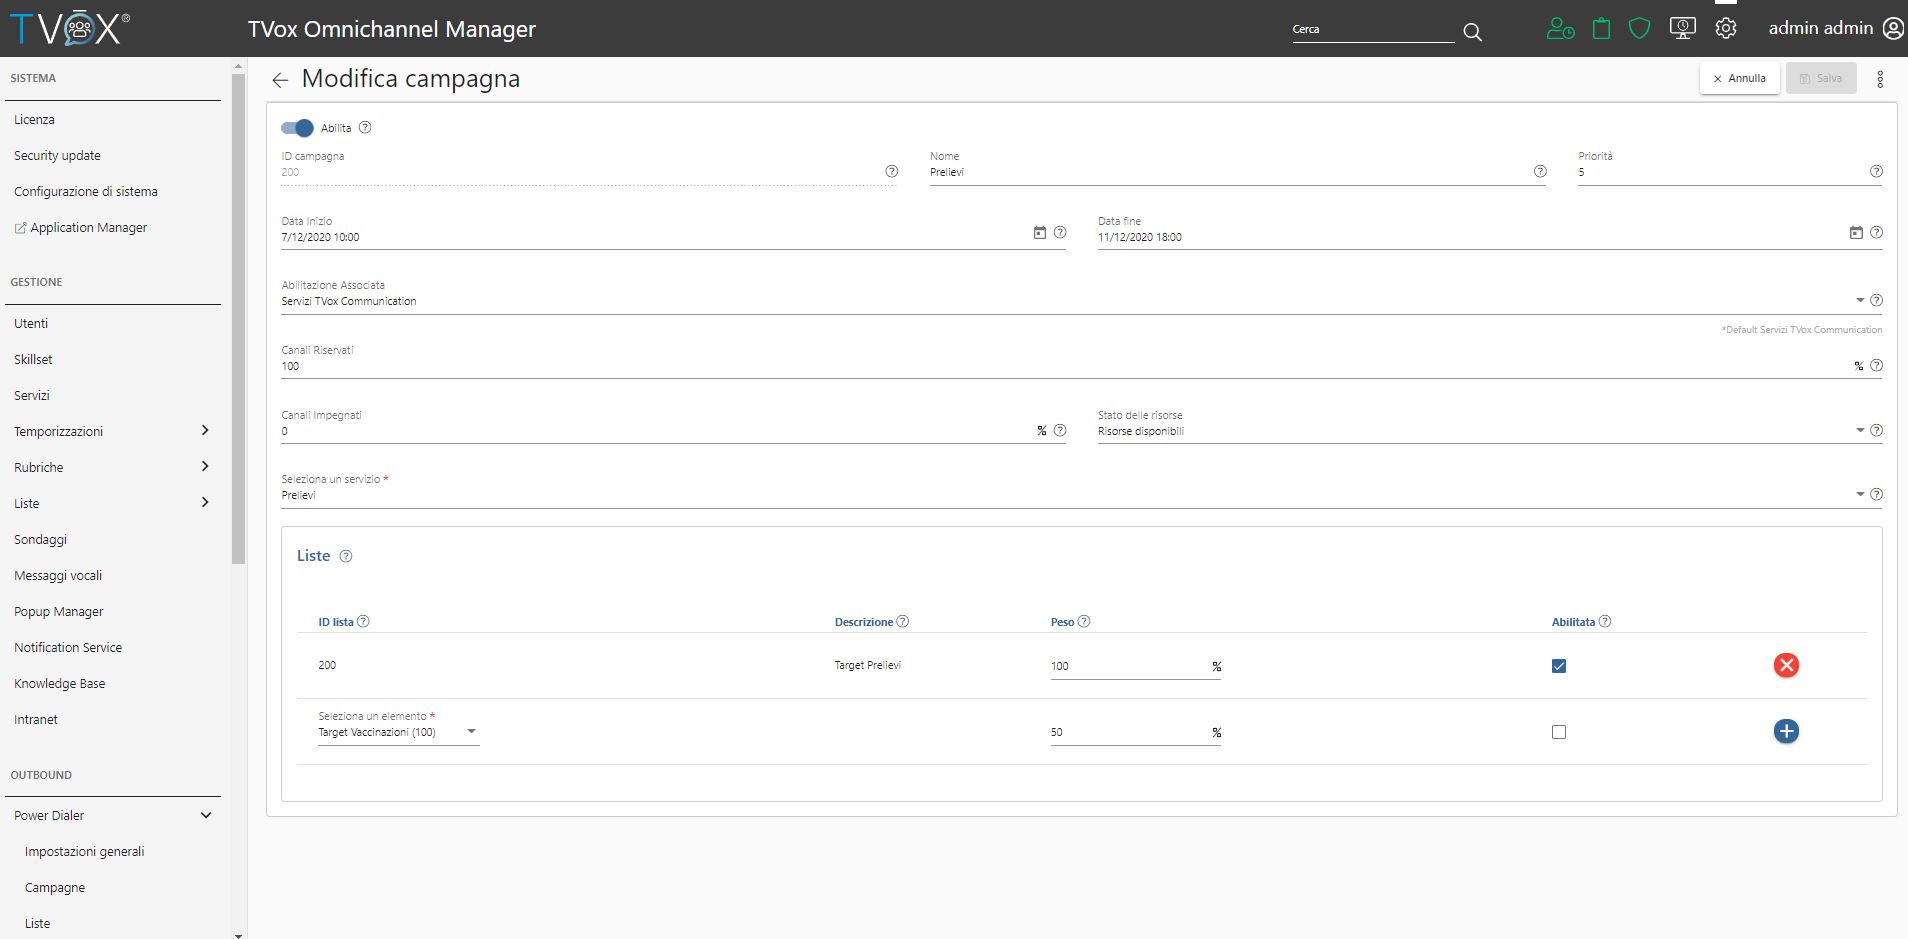 TVOX®
TVox Omnichannel Manager
Cerca
admin admin
SISTEMA
Licenza
Security update
Configurazione di sistema
Application Manager
GESTIONE
Utenti
Skillset
Servizi
Temporizzazioni
Rubriche
Liste
Sondaggi
Messaggi vocali
Popup Manager
Notification Service
Knowledge Base
Intranet
OUTBOUND
Power Dialer
Impostazioni generali
Campagne
Liste
Modifica campagna
Annulla
Salva
Abilita
ID campagna
200
Nome
Prelievi
Priorità
5
Data Inizio
7/12/2020 10:00
Data fine
11/12/2020 18:00
Abilitazione Associata
Servizi TVox Communication
*Default Servizi TVox Communication
Canali Riservati
100 %
Canali Impegnati
0 %
Stato delle risorse
Risorse disponibili
Seleziona un servizio *
Prelievi
Liste
ID lista Descrizione Peso Abilitata
200 Target Prelievi 100 %
Seleziona un elemento *
Target Vaccinazioni (100) 50 %